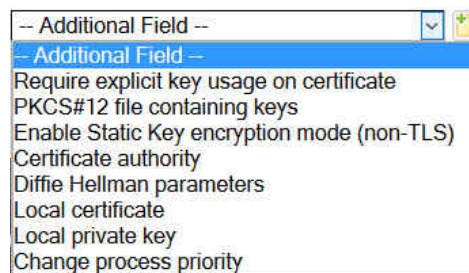 -- Additional Field --
-- Additional Field --
Require explicit key usage on certificate
PKCS#12 file containing keys
Enable Static Key encryption mode (non-TLS)
Certificate authority
Diffie Hellman parameters
Local certificate
Local private key
Change process priority